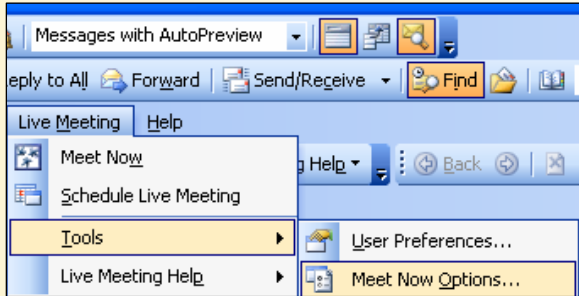 Messages with AutoPreview
eply to All Forward Send/Receive Find
Live Meeting Help
Meet Now
g Help Back
Schedule Live Meeting
Tools
User Preferences...
Live Meeting Help
Meet Now Options...